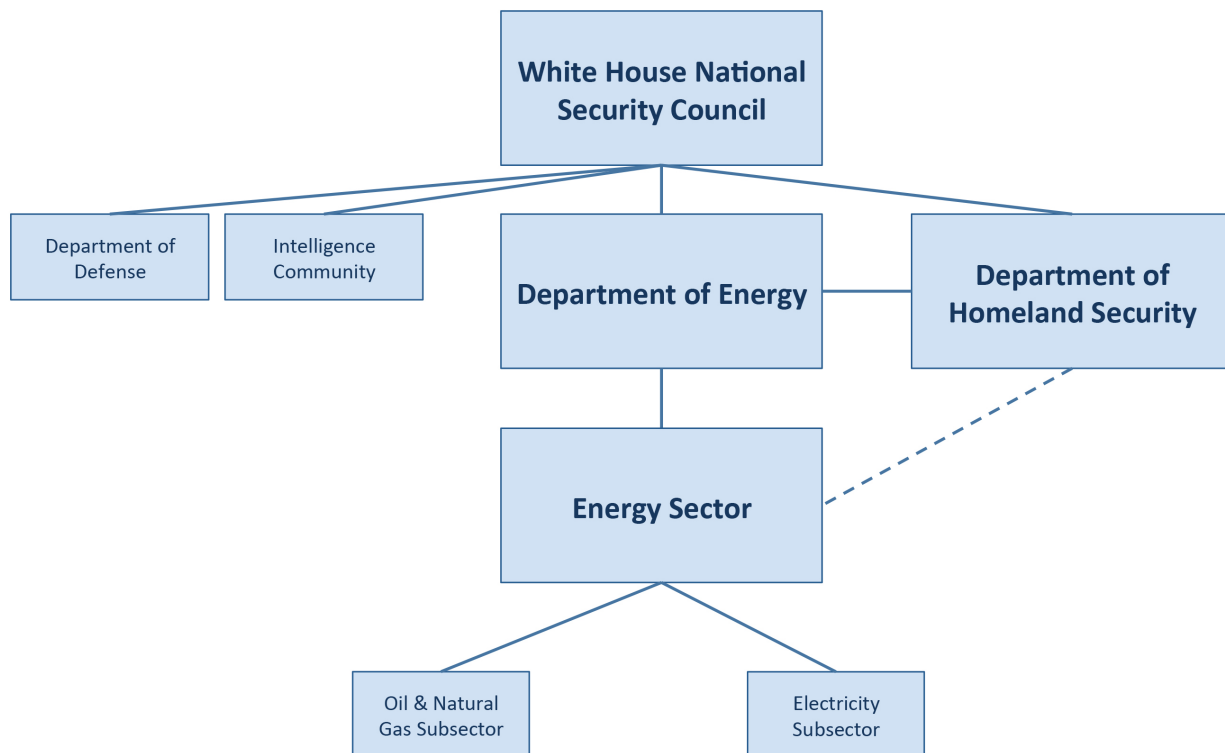 White House National
Security Council
Department of
Defense
Intelligence
Community
Department of Energy
Department of
Homeland Security
Energy Sector
Oil & Natural
Gas Subsector
Electricity
Subsector